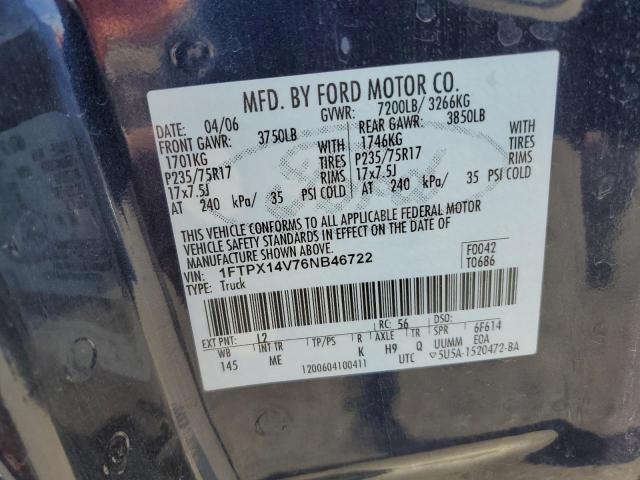 MFD. BY FORD MOTOR CO.
DATE: 04/06 GVWR: 7200LB/ 3266KG
FRONT GAWR: 3750LB REAR GAWR: 3850LB
1701KG 1746KG
P235/75R17 TIRES P235/75R17 TIRES
17x7.5J RIMS 17x7.5J RIMS
AT 240 kPa/ 35 PSI COLD AT 240 kPa/ 35 PSI COLD
THIS VEHICLE CONFORMS TO ALL APPLICABLE FEDERAL MOTOR
VEHICLE SAFETY STANDARDS IN EFFECT ON THE DATE OF
MANUFACTURE SHOWN ABOVE.
VIN: 1FTPX14V76NB46722 F0042
TYPE: Truck T0686
EXT PNT: RC: 56 DSO:
WB INT TR TP/PS R AXLE TR SPR 6F614
145 ME K H9 Q UUMM EOA
1200604100411 UTC 5U5A-1520472-BA